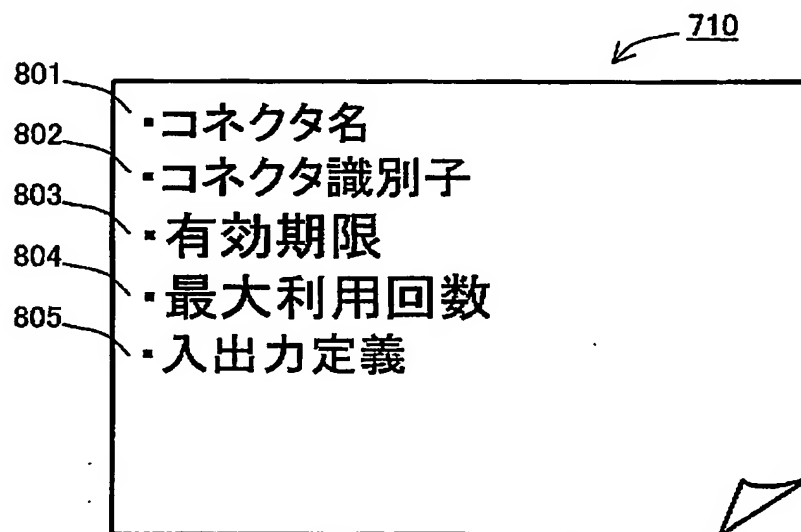 710
801 ・コネクタ名
802 ・コネクタ識別子
803 ・有効期限
804 ・最大利用回数
805 ・入出力定義